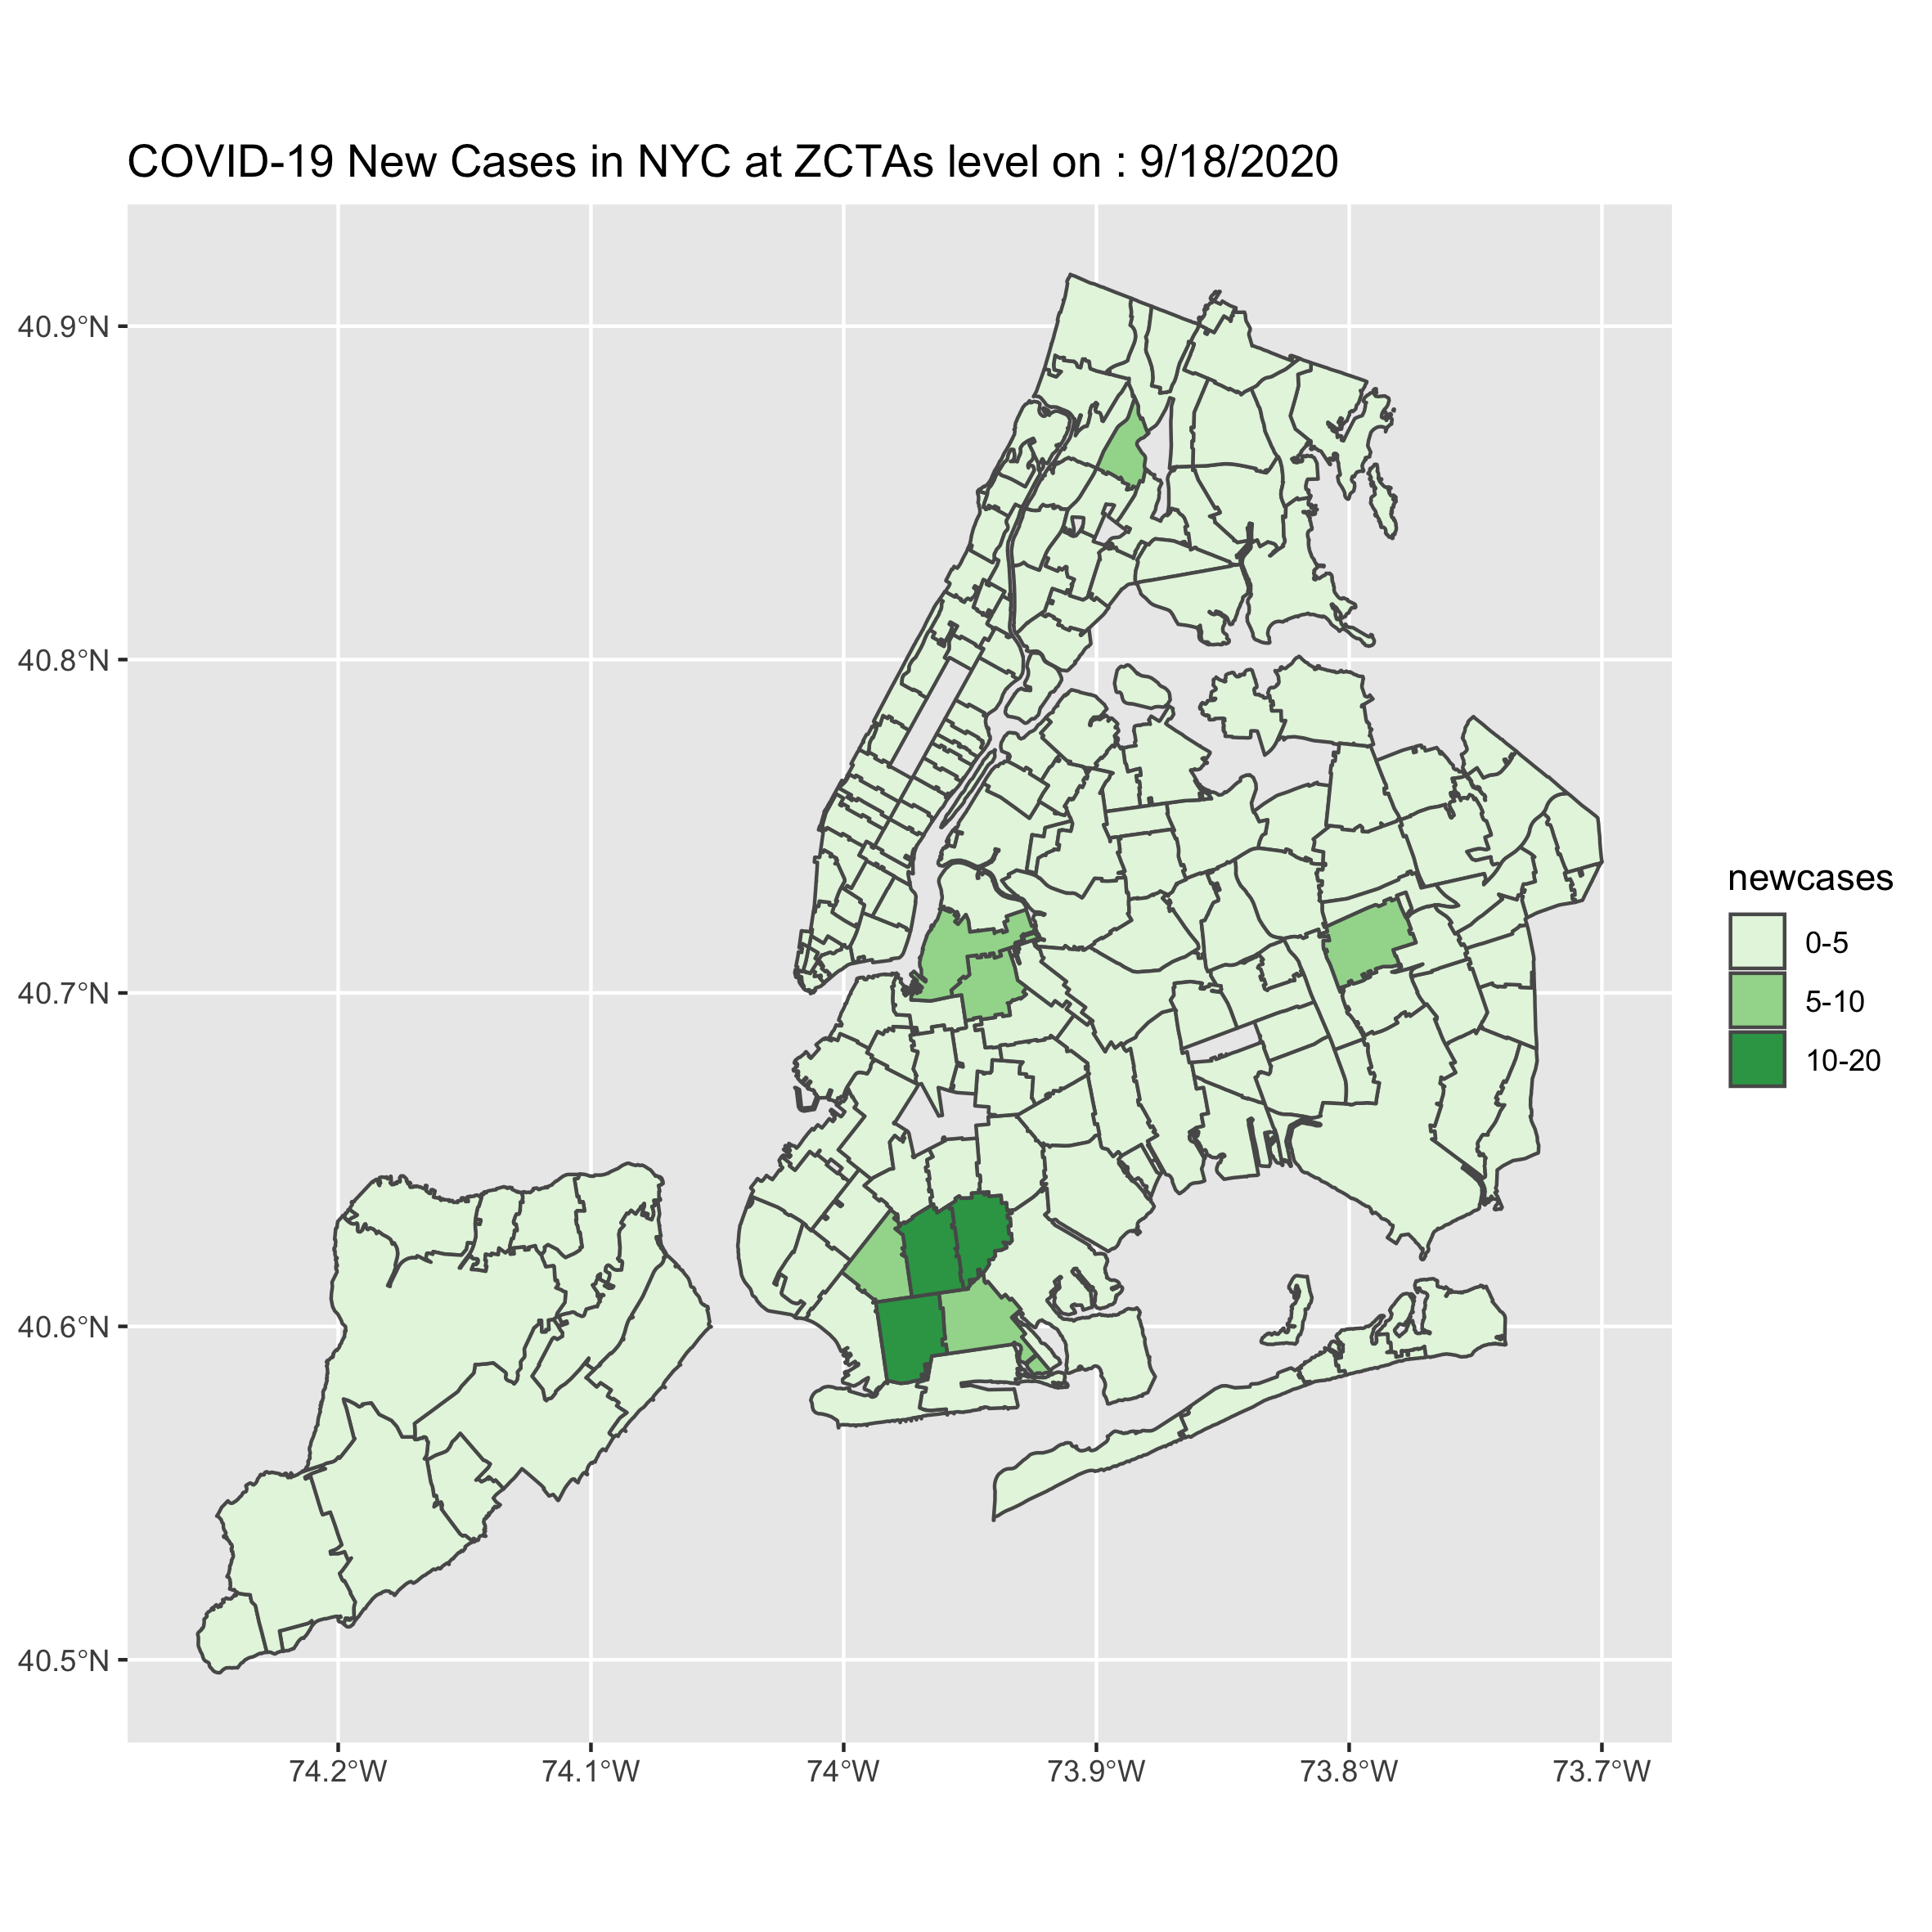 COVID-19 New Cases in NYC at ZCTAs level on : 9/18/2020
40.9°N
40.8°N
40.7°N
40.6°N
40.5°N
74.2°W
74.1°W
74°W
73.9°W
73.8°W
73.7°W
newcases
0-5
5-10
10-20